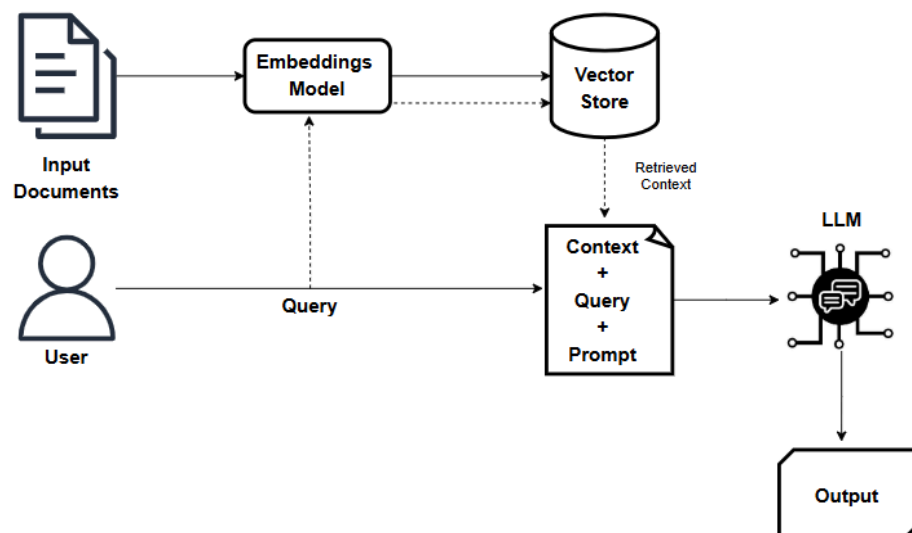 Embeddings
Model
Vector
Store
Input
Documents
Retrieved
Context
User
Query
Context
+
Query
+
Prompt
LLM
Output